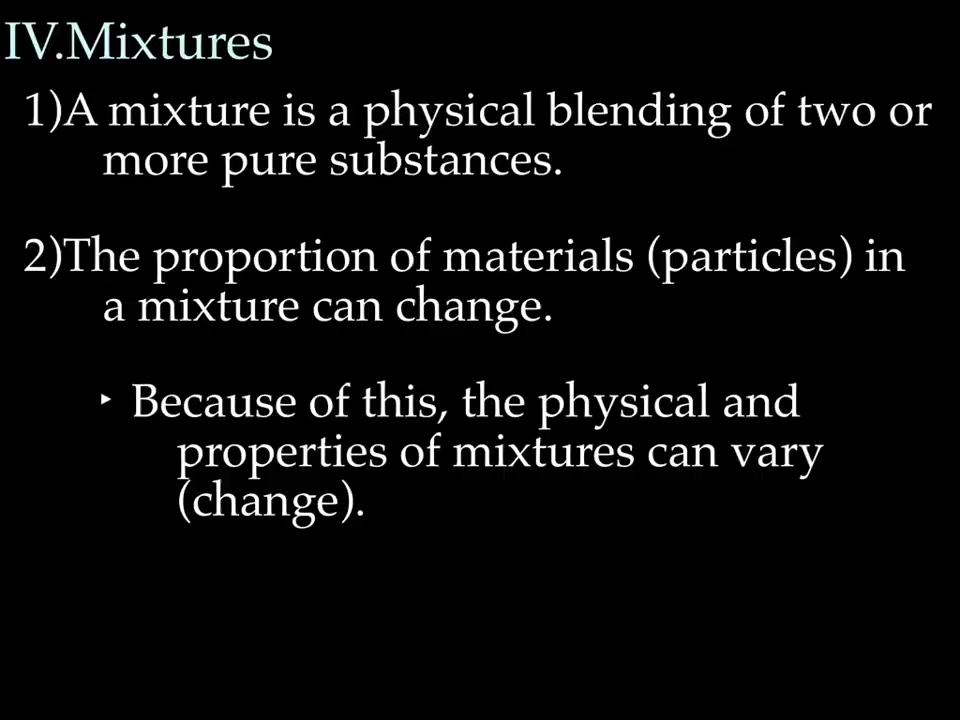 IV.Mixtures
1)A mixture is a physical blending of two or
more pure substances.
2)The proportion of materials (particles) in
a mixture can change.
‣ Because of this, the physical and
properties of mixtures can vary
(change).